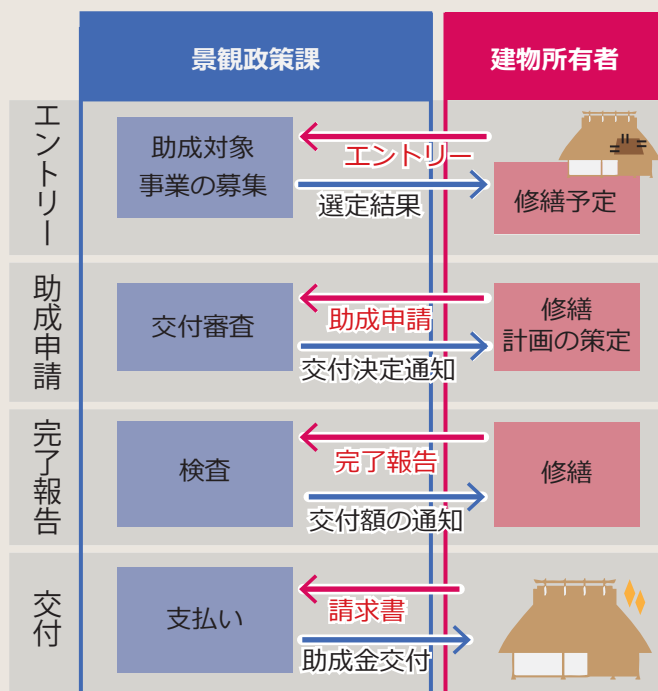 景観政策課
建物所有者
エントリー
助成対象
事業の募集
エントリー
選定結果
修繕予定
助成申請
交付審査
助成申請
交付決定通知
修繕
計画の策定
完了報告
検査
完了報告
交付額の通知
修繕
交付
支払い
請求書
助成金交付